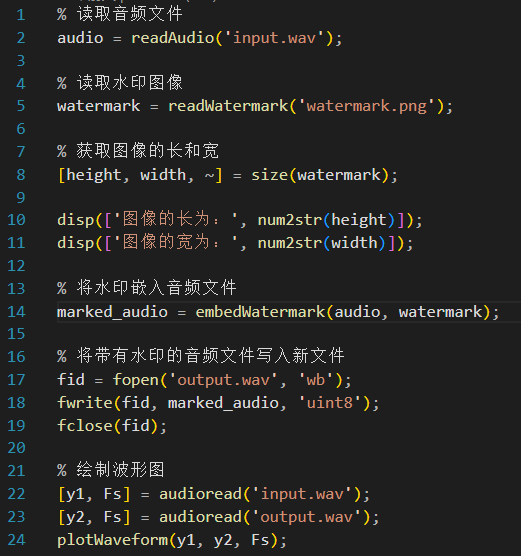 1 % 读取音频文件
2 audio = readAudio('input.wav');
3
4 % 读取水印图像
5 watermark = readWatermark('watermark.png');
6
7 % 获取图像的长和宽
8 [height, width, ~] = size(watermark);
9
10 disp(['图像的长为：', num2str(height)]);
11 disp(['图像的宽为：', num2str(width)]);
12
13 % 将水印嵌入音频文件
14 marked_audio = embedWatermark(audio, watermark);
15
16 % 将带有水印的音频文件写入新文件
17 fid = fopen('output.wav', 'wb');
18 fwrite(fid, marked_audio, 'uint8');
19 fclose(fid);
20
21 % 绘制波形图
22 [y1, Fs] = audioread('input.wav');
23 [y2, Fs] = audioread('output.wav');
24 plotWaveform(y1, y2, Fs);